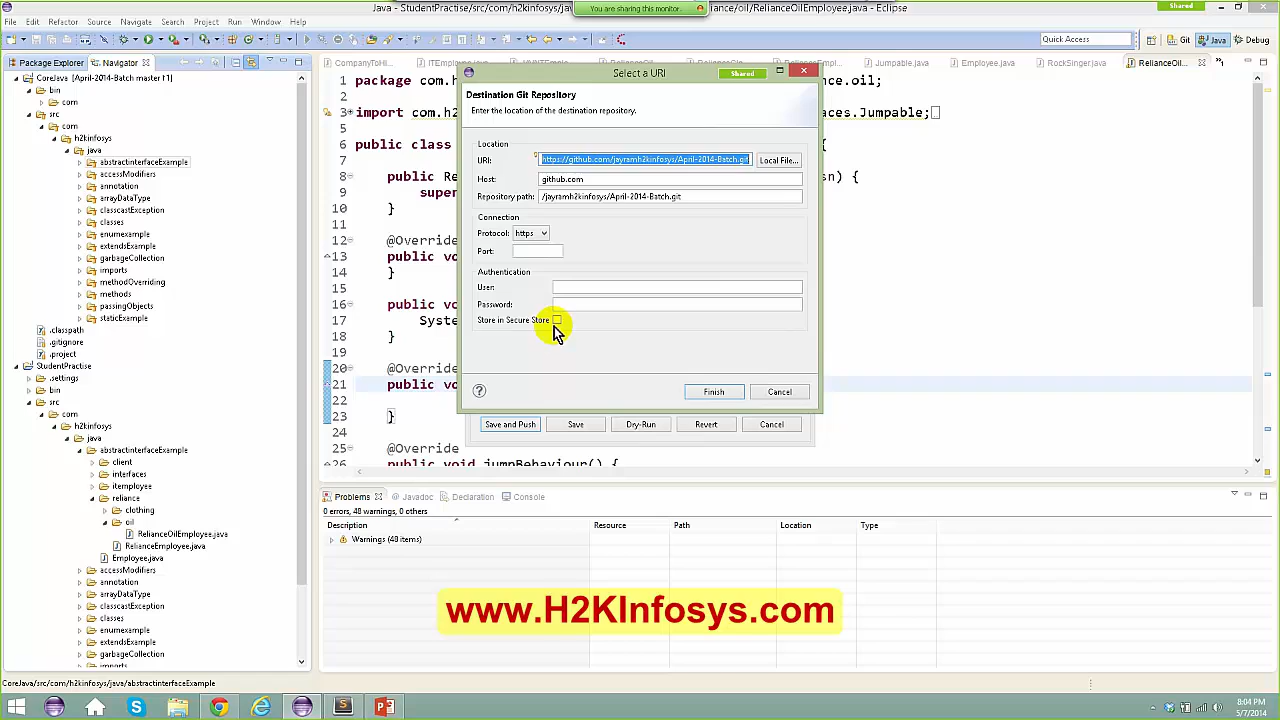 Java - StudentPractise/src/com/h2kinfosys/
You are sharing this monitor.
liance/oil/RelianceOilEmployee.java - Eclipse
Shared
File Edit Refactor Source Navigate Search Project Run Window Help
Quick Access
Git
Java
Debug
Package Explorer
Navigator
CompanyToHi
ITEmployee.java
Employee.java
RockSinger.java
RelianceOil...
CoreJava [April-2014-Batch master ↑1]
bin
com
src
com
h2kinfosys
java
abstractinterfaceExample
accessModifiers
annotation
arrayDataType
classcastException
classes
enumexample
extendsExample
garbageCollection
imports
methodOverriding
methods
passingObjects
staticExample
.classpath
.gitignore
.project
StudentPractise
.settings
bin
src
com
h2kinfosys
java
abstractinterfaceExample
client
interfaces
itemployee
reliance
clothing
oil
RelianceOilEmployee.java
RelianceEmployee.java
Employee.java
accessModifiers
annotation
arrayDataType
classcastException
classes
enumexample
extendsExample
garbageCollection
imports
1 package com.h
ance.oil;
2
3 import com.h2
aces.Jumpable;
5
6 public class
{
7
8 public Re
sn) {
9 super
10 }
11
12 @Override
13 public vo
14 }
15
16 public vo
17 System
18 }
19
20 @Override
21 public vo
22
23 }
24
25 @Override
26 public void jumpBehaviour() {
Select a URI
Shared
Destination Git Repository
Enter the location of the destination repository.
Location
URI: https://github.com/jayramh2kinfosys/April-2014-Batch.git
Local File...
Host: github.com
Repository path: /jayramh2kinfosys/April-2014-Batch.git
Connection
Protocol: https
Port:
Authentication
User:
Password:
Store in Secure Store
Finish Cancel
Save and Push Save Dry-Run Revert Cancel
Problems Javadoc Declaration Console
0 errors, 48 warnings, 0 others
Description Resource Path Location Type
Warnings (48 items)
www.H2KInfosys.com
CoreJava/src/com/h2kinfosys/java/abstractinterfaceExample
8:04 PM
5/7/2014